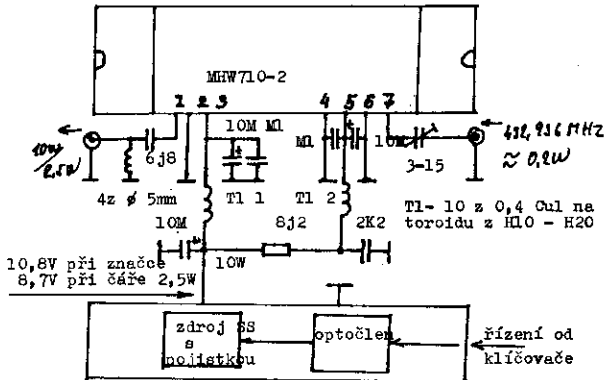 MHW710-2
1 2 3 4 5 6 7
10M M1
M1 10M
10W
2,5W
6j8
3-15
432,936 MHz
≈ 0,2W
4z ø 5mm
Tl 1
Tl 2
Tl- 10 z 0,4 CuL na
toroidu z H10 - H20
10M
8j2
2K2
10W
10,8V při značce
8,7V při čáře 2,5W
zdroj SS
s
pojistkou
optočlen
řízení od
klíčovače